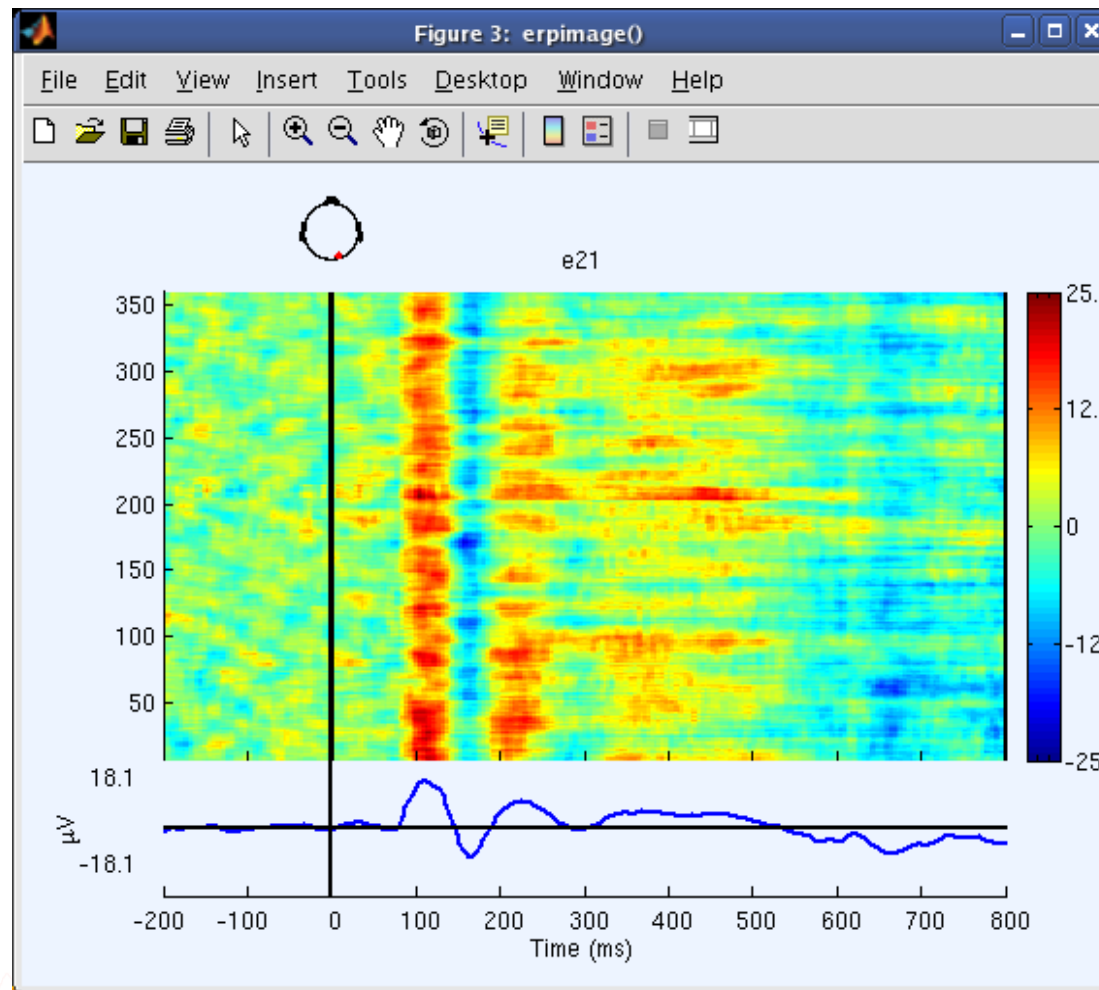 Figure 3: erpimage()
File Edit View Insert Tools Desktop Window Help
e21
350
300
250
200
150
100
50
25.
12.
0
-12
-25
18.1
µV
-18.1
-200 -100 0 100 200 300 400 500 600 700 800
Time (ms)